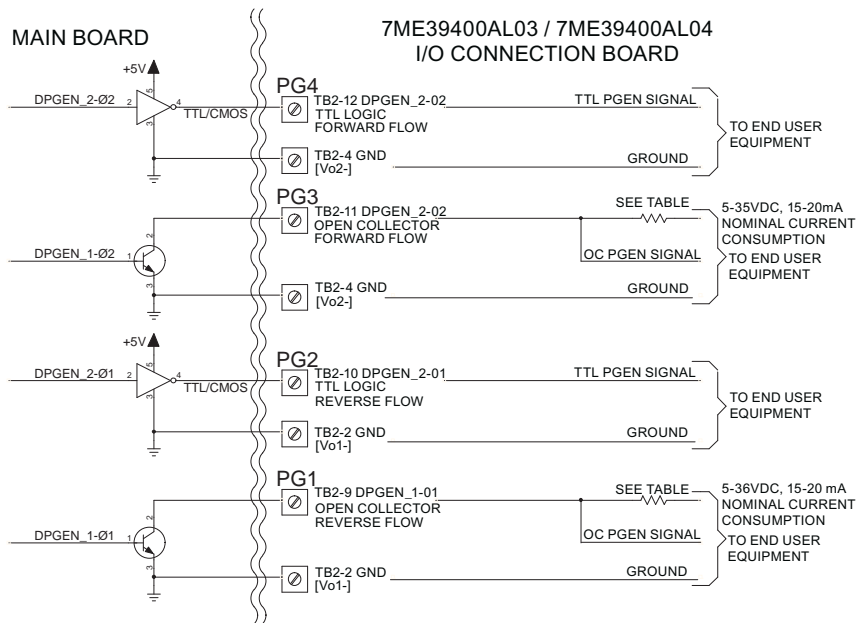 MAIN BOARD
7ME39400AL03 / 7ME39400AL04
I/O CONNECTION BOARD
+5V
DPGEN_2-Ø2
2
5
4
3
TTL/CMOS
PG4
TB2-12 DPGEN_2-02
TTL LOGIC
FORWARD FLOW
TTL PGEN SIGNAL
TB2-4 GND
[Vo2-]
GROUND
TO END USER
EQUIPMENT
DPGEN_1-Ø2
1
2
3
PG3
TB2-11 DPGEN_2-02
OPEN COLLECTOR
FORWARD FLOW
SEE TABLE
OC PGEN SIGNAL
TB2-4 GND
[Vo2-]
GROUND
5-35VDC, 15-20mA
NOMINAL CURRENT
CONSUMPTION
TO END USER
EQUIPMENT
+5V
DPGEN_2-Ø1
2
5
4
3
TTL/CMOS
PG2
TB2-10 DPGEN_2-01
TTL LOGIC
REVERSE FLOW
TTL PGEN SIGNAL
TB2-2 GND
[Vo1-]
GROUND
TO END USER
EQUIPMENT
DPGEN_1-Ø1
1
2
3
PG1
TB2-9 DPGEN_1-01
OPEN COLLECTOR
REVERSE FLOW
SEE TABLE
OC PGEN SIGNAL
TB2-2 GND
[Vo1-]
GROUND
5-36VDC, 15-20 mA
NOMINAL CURRENT
CONSUMPTION
TO END USER
EQUIPMENT